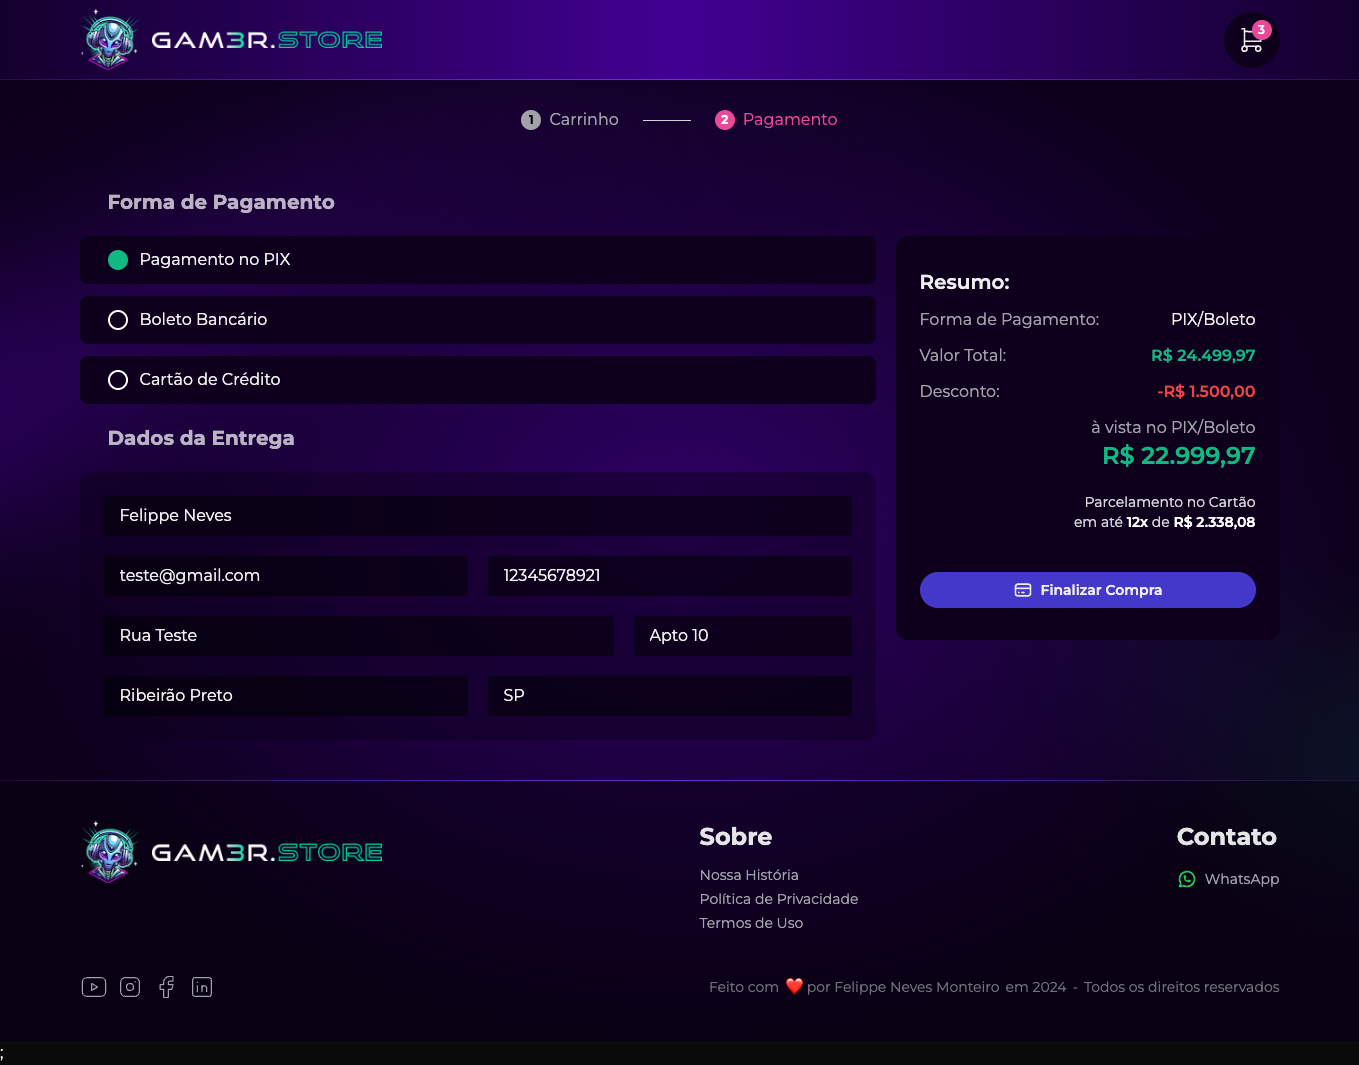 GAM3R.STORE
3
1 Carrinho
2 Pagamento
Forma de Pagamento
Pagamento no PIX
Boleto Bancário
Cartão de Crédito
Dados da Entrega
Felippe Neves
teste@gmail.com
12345678921
Rua Teste
Apto 10
Ribeirão Preto
SP
Resumo:
Forma de Pagamento: PIX/Boleto
Valor Total: R$ 24.499,97
Desconto: -R$ 1.500,00
à vista no PIX/Boleto
R$ 22.999,97
Parcelamento no Cartão
em até 12x de R$ 2.338,08
Finalizar Compra
GAM3R.STORE
Sobre
Nossa História
Política de Privacidade
Termos de Uso
Contato
WhatsApp
Feito com ❤️ por Felippe Neves Monteiro em 2024 - Todos os direitos reservados
;